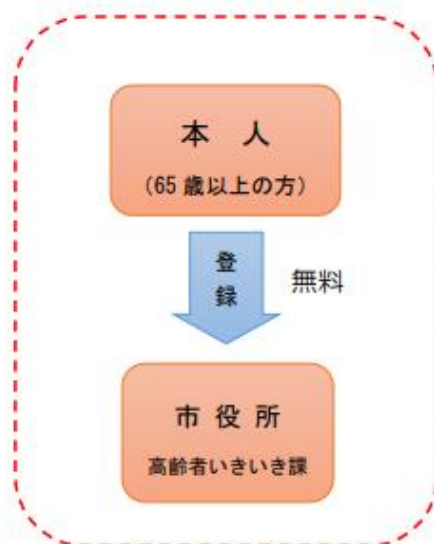 本 人
(65 歳以上の方)
登
録
無料
市 役 所
高齢者いきいき課